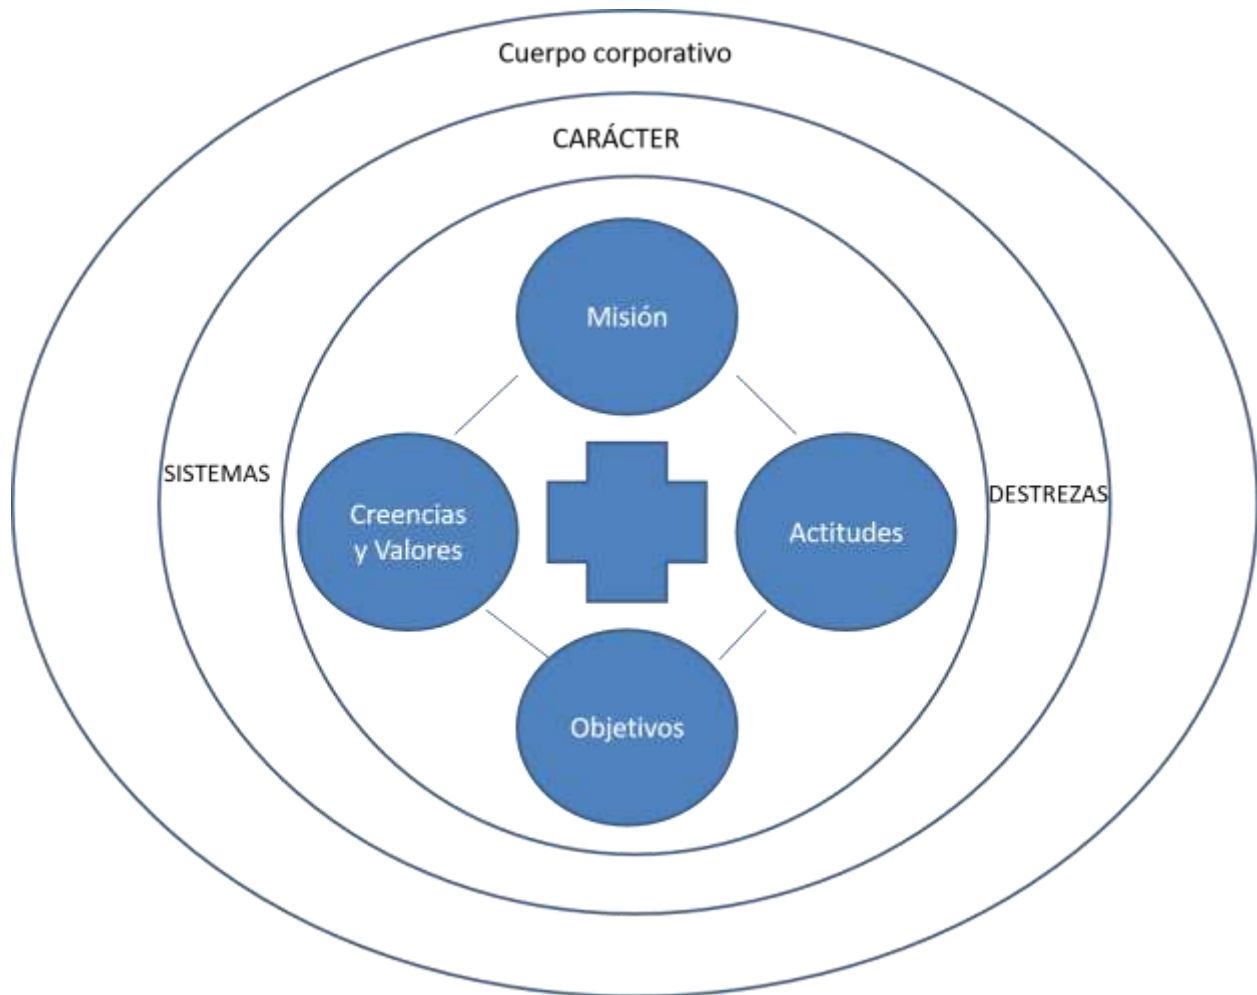 Cuerpo corporativo
CARÁCTER
Misión
SISTEMAS
DESTREZAS
Creencias
y Valores
Actitudes
Objetivos